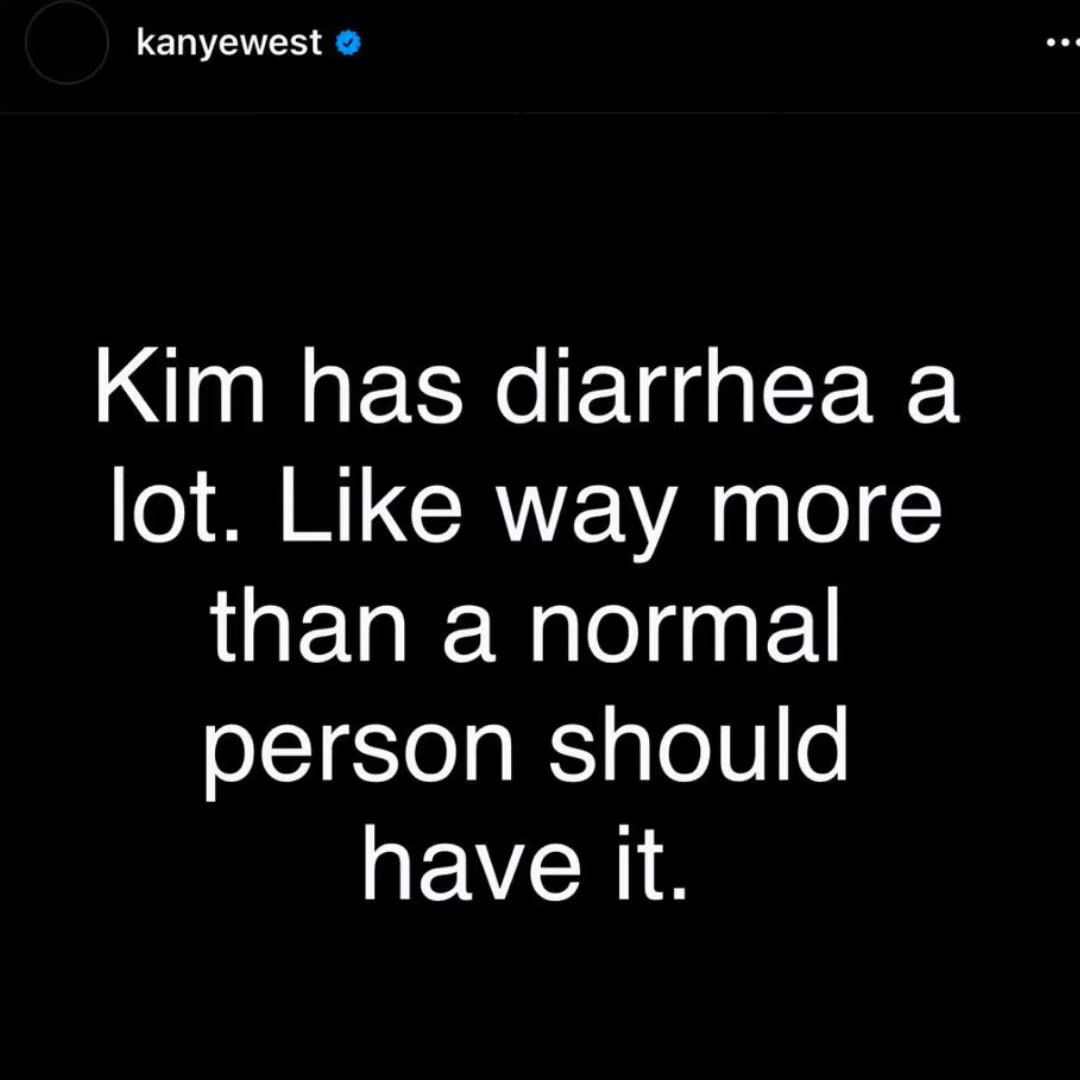 kanyewest
Kim has diarrhea a
lot. Like way more
than a normal
person should
have it.